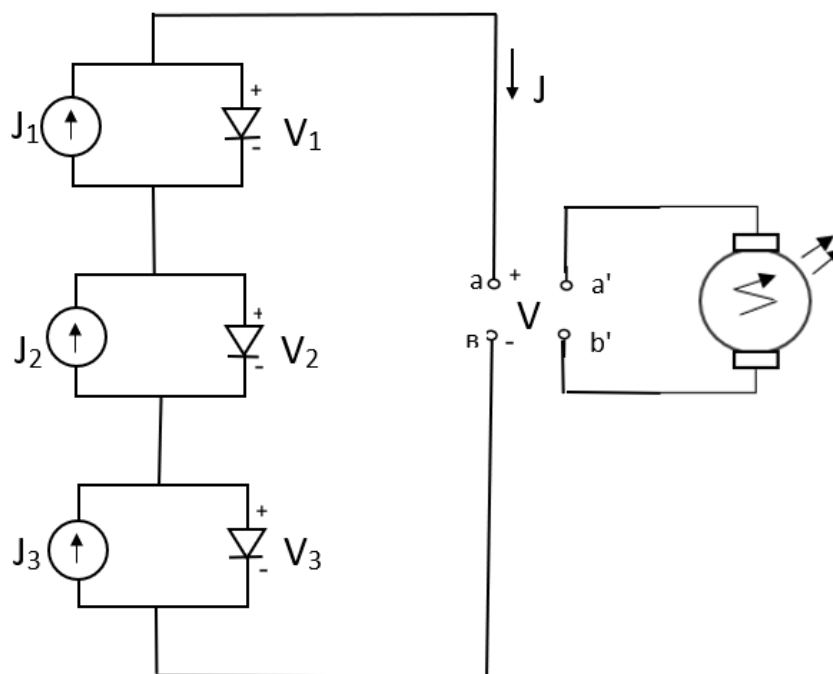 J
+
J₁
V₁
-
a
+
a'
V
J₂
+
V₂
-
B
-
b'
+
J₃
V₃
-